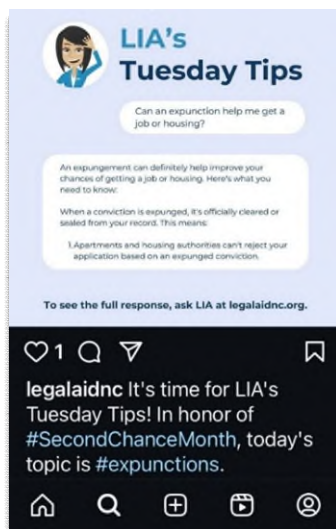 LIA's
Tuesday Tips
Can an expunction help me get a
job or housing?
An expungement can definitely help improve your
chances of getting a job or housing. Here's what you
need to know:
When a conviction is expunged, it's officially cleared or
sealed from your record. This means:
1.Apartments and housing authorities can't reject your
application based on an expunged conviction.
To see the full response, ask LIA at legalaidnc.org.
1
legalaidnc It's time for LIA's
Tuesday Tips! In honor of
#SecondChanceMonth, today's
topic is #expunctions.